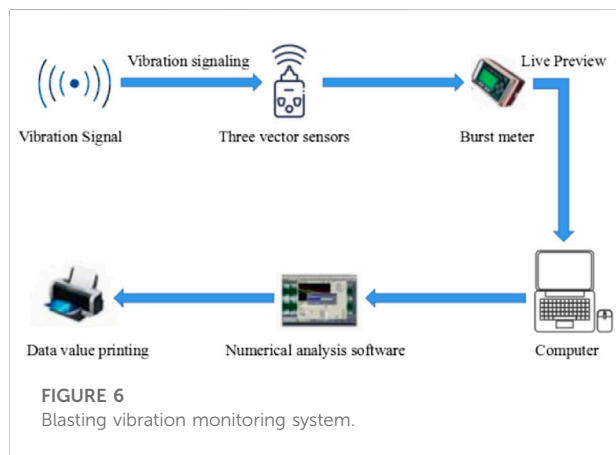 Vibration signaling
Live Preview
Vibration Signal
Three vector sensors
Burst meter
Data value printing
Numerical analysis software
Computer
FIGURE 6
Blasting vibration monitoring system.